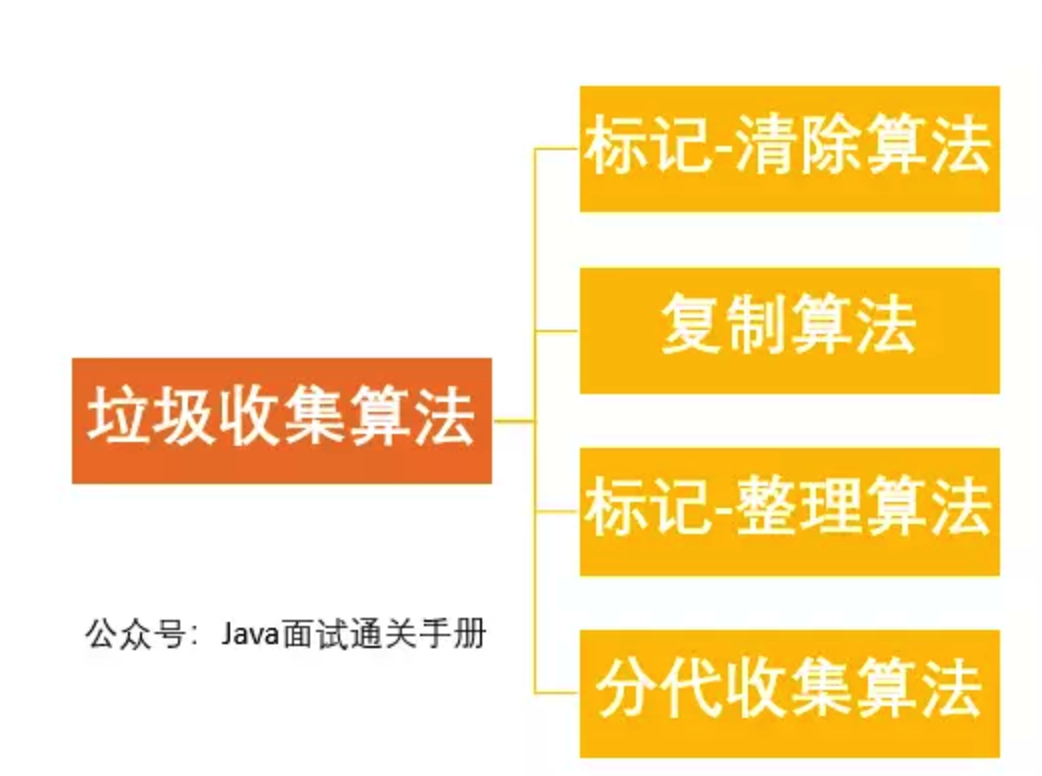 标记-清除算法
复制算法
垃圾收集算法
标记-整理算法
公众号：Java面试通关手册
分代收集算法